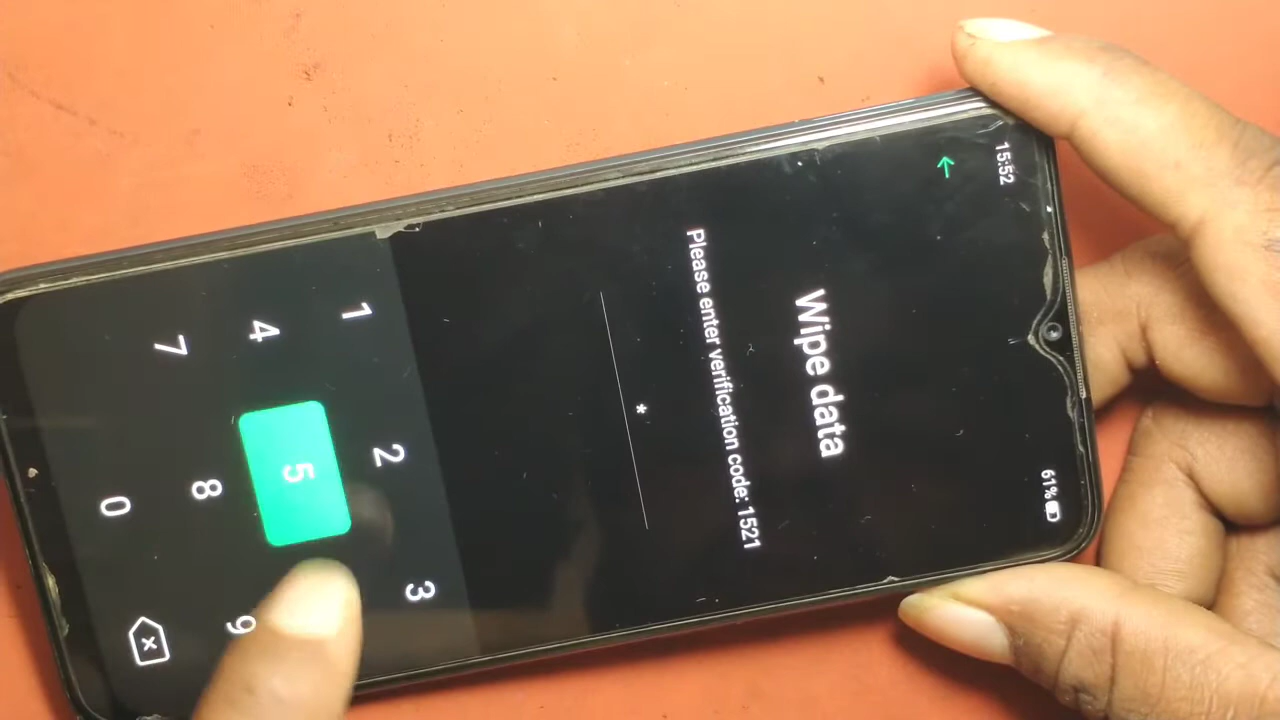 15:52
61%
←
Wipe data
Please enter verification code: 1521
*
1 2 3
4 5
7 8 9
0